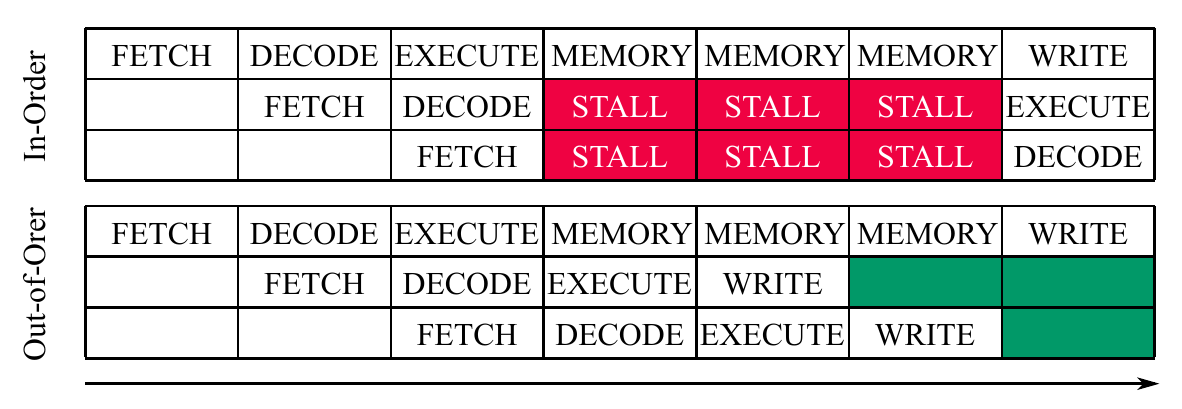 In-Order
FETCH DECODE EXECUTE MEMORY MEMORY MEMORY WRITE
FETCH DECODE STALL STALL STALL EXECUTE
FETCH STALL STALL STALL DECODE
Out-of-Orer
FETCH DECODE EXECUTE MEMORY MEMORY MEMORY WRITE
FETCH DECODE EXECUTE WRITE
FETCH DECODE EXECUTE WRITE